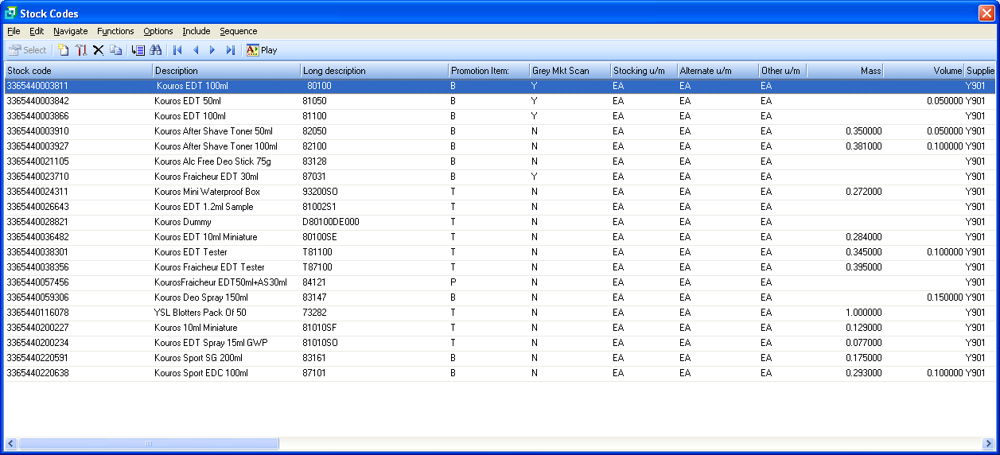 Stock Codes
File Edit Navigate Functions Options Include Sequence
Select Play
Stock code Description Long description Promotion Item: Grey Mkt Scan Stocking u/m Alternate u/m Other u/m Mass Volume Supplie
3365440003811 Kouros EDT 100ml 80100 B Y EA EA EA Y901
3365440003842 Kouros EDT 50ml 81050 B Y EA EA EA 0.050000 Y901
3365440003866 Kouros EDT 100ml 81100 B Y EA EA EA Y901
3365440003910 Kouros After Shave Toner 50ml 82050 B N EA EA EA 0.350000 0.050000 Y901
3365440003927 Kouros After Shave Toner 100ml 82100 B N EA EA EA 0.381000 0.100000 Y901
3365440021105 Kouros Alc Free Deo Stick 75g 83128 B N EA EA EA Y901
3365440023710 Kouros Fraicheur EDT 30ml 87031 B Y EA EA EA Y901
3365440024311 Kouros Mini Waterproof Box 93200SO T N EA EA EA 0.272000 Y901
3365440026643 Kouros EDT 1.2ml Sample 81002S1 T N EA EA EA Y901
3365440028821 Kouros Dummy D80100DE000 T N EA EA EA Y901
3365440036482 Kouros EDT 10ml Miniature 80100SE T N EA EA EA 0.284000 Y901
3365440038301 Kouros EDT Tester T81100 T N EA EA EA 0.345000 0.100000 Y901
3365440038356 Kouros Fraicheur EDT Tester T87100 T N EA EA EA 0.395000 Y901
3365440057456 KourosFraicheur EDT50ml+AS30ml 84121 P N EA EA EA Y901
3365440059306 Kouros Deo Spray 150ml 83147 B N EA EA EA 0.150000 Y901
3365440116078 YSL Blotters Pack Of 50 73282 T N EA EA EA 1.000000 Y901
3365440200227 Kouros 10ml Miniature 81010SF T N EA EA EA 0.129000 Y901
3365440200234 Kouros EDT Spray 15ml GWP 81010SO T N EA EA EA 0.077000 Y901
3365440220591 Kouros Sport SG 200ml 83161 B N EA EA EA 0.175000 Y901
3365440220638 Kouros Sport EDC 100ml 87101 B N EA EA EA 0.293000 0.100000 Y901